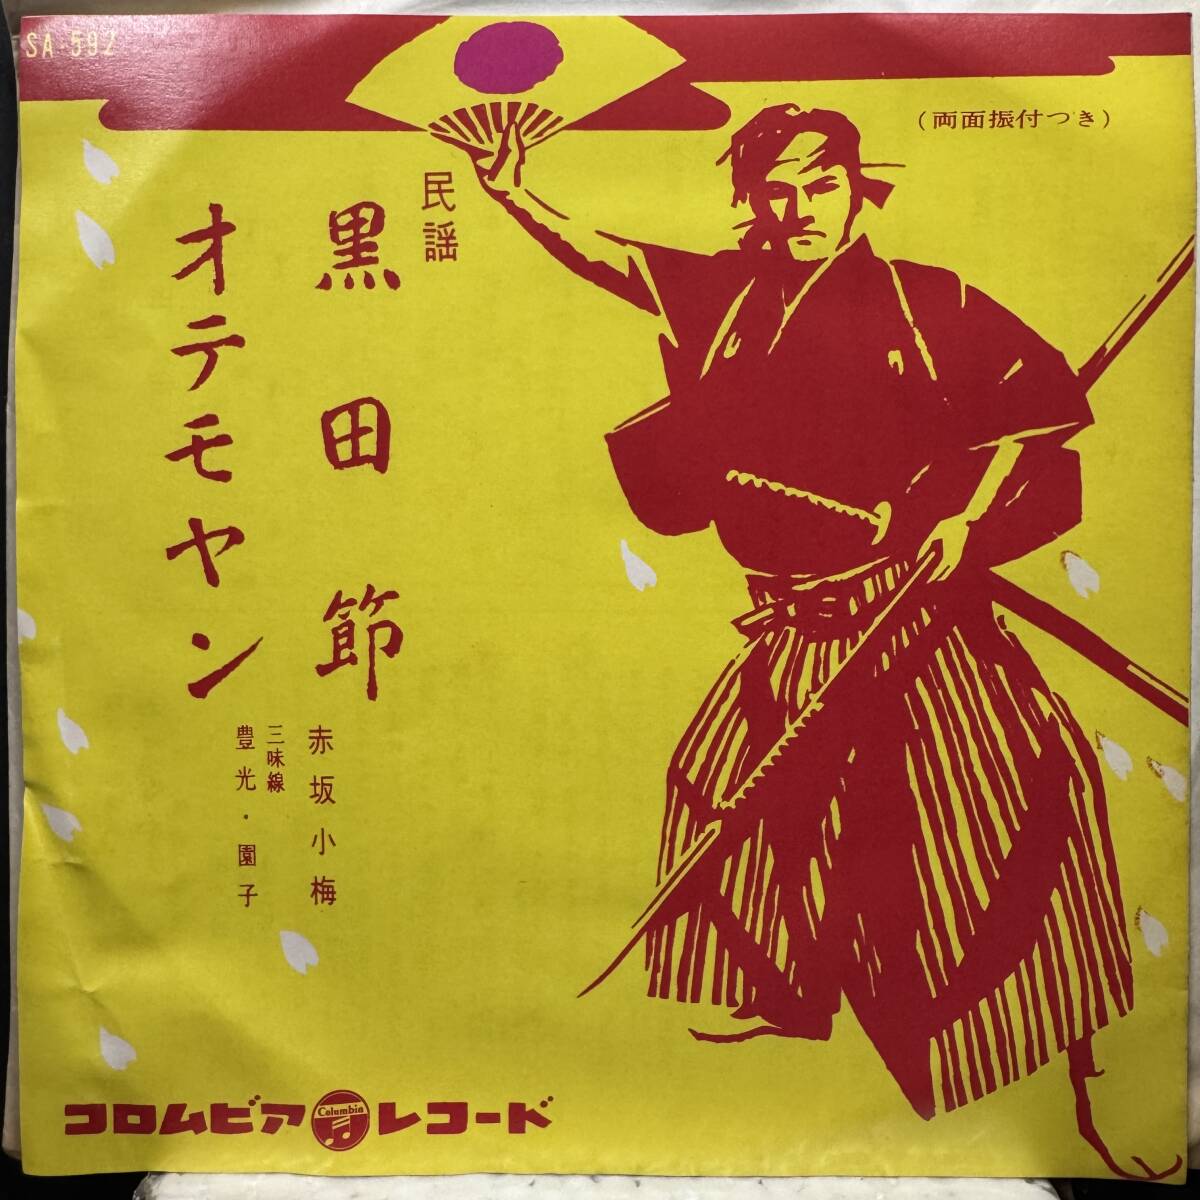 SA-592
(両面振付つき)
民謡
黒田節
オテモヤン
赤坂小梅
三味線
豊光・園子
コロムビア Columbia レコード